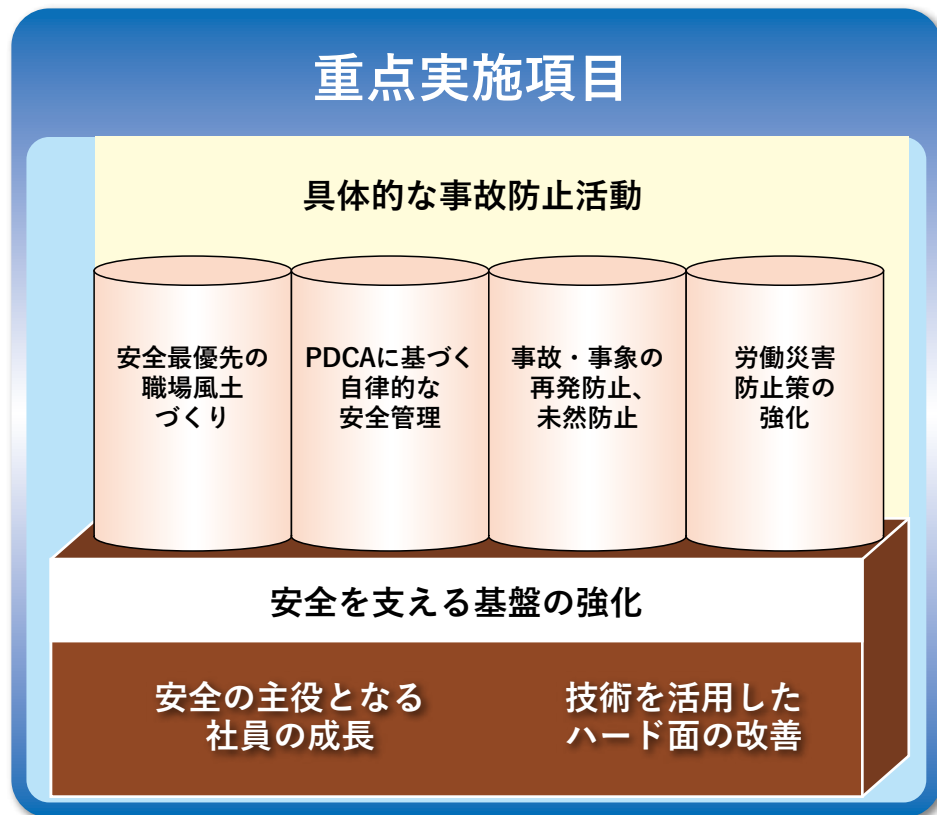 重点実施項目
具体的な事故防止活動
安全最優先の
職場風土
づくり
PDCAに基づく
自律的な
安全管理
事故・事象の
再発防止、
未然防止
労働災害
防止策の
強化
安全を支える基盤の強化
安全の主役となる
社員の成長
技術を活用した
ハード面の改善